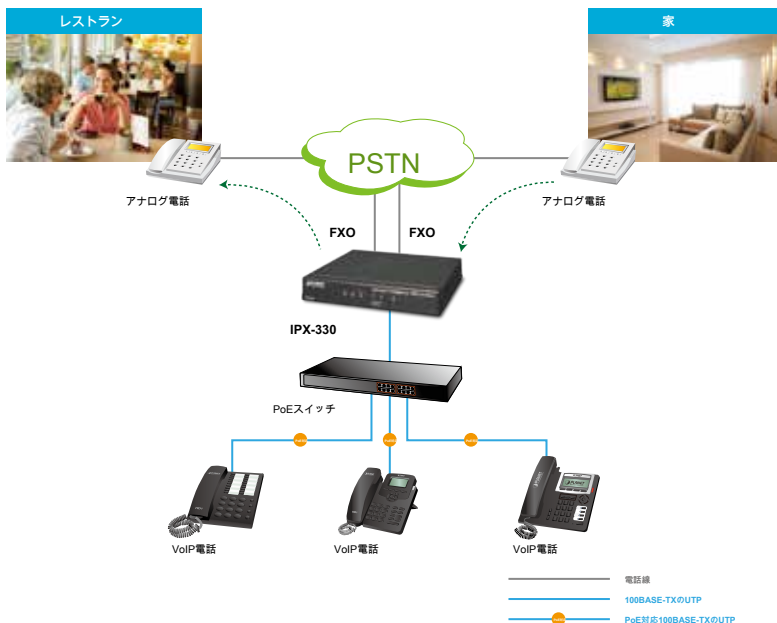 レストラン
家
PSTN
アナログ電話
アナログ電話
FXO
FXO
IPX-330
PoEスイッチ
VoIP電話
VoIP電話
VoIP電話
電話線
100BASE-TXのUTP
PoE対応100BASE-TXのUTP